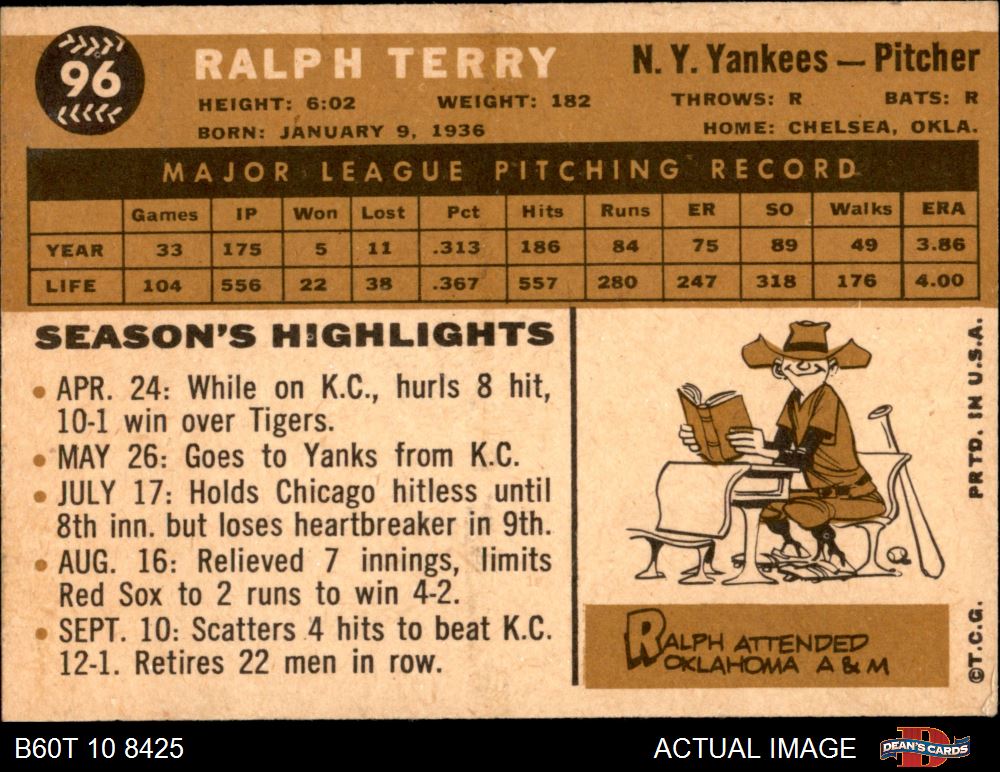 96
RALPH TERRY
N. Y. Yankees — Pitcher
HEIGHT: 6:02 WEIGHT: 182 THROWS: R BATS: R
BORN: JANUARY 9, 1936 HOME: CHELSEA, OKLA.
MAJOR LEAGUE PITCHING RECORD
Games IP Won Lost Pct Hits Runs ER SO Walks ERA
YEAR 33 175 5 11 .313 186 84 75 89 49 3.86
LIFE 104 556 22 38 .367 557 280 247 318 176 4.00
SEASON'S HIGHLIGHTS
• APR. 24: While on K.C., hurls 8 hit,
10-1 win over Tigers.
• MAY 26: Goes to Yanks from K.C.
• JULY 17: Holds Chicago hitless until
8th inn. but loses heartbreaker in 9th.
• AUG. 16: Relieved 7 innings, limits
Red Sox to 2 runs to win 4-2.
• SEPT. 10: Scatters 4 hits to beat K.C.
12-1. Retires 22 men in row.
RALPH ATTENDED
OKLAHOMA A & M
©T.C.G. PRTD. IN U.S.A.
B60T 10 8425
ACTUAL IMAGE
D
DEAN'S CARDS